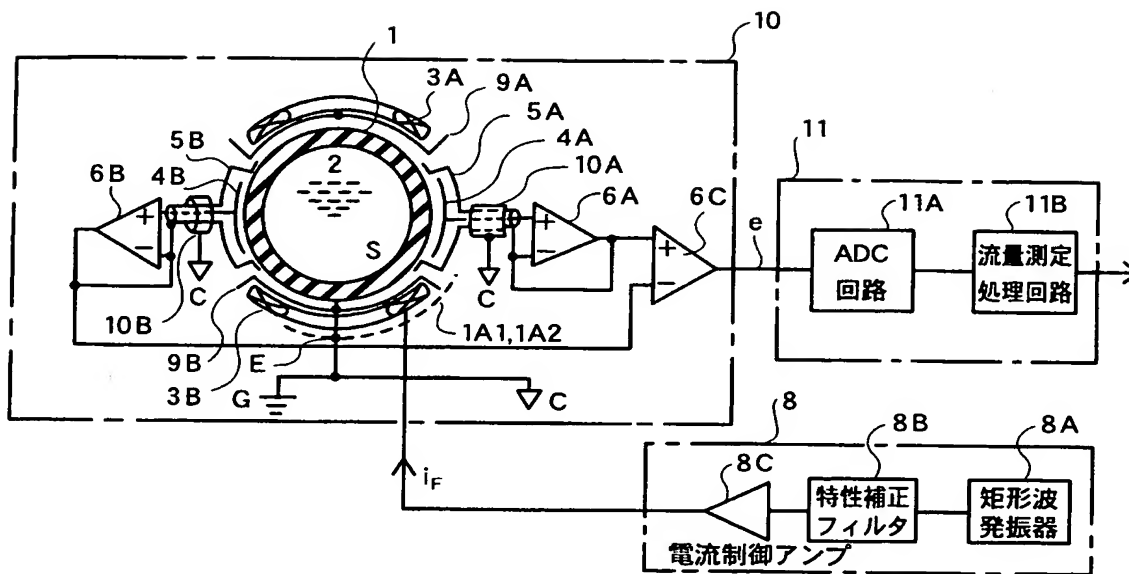 10
1
3A
9A
5A
4A
10A
6A
6C
11
5B
4B
6B
2
S
C
C
e
11A
ADC
回路
11B
流量測定
処理回路
10B
9B
3B
E
1A1,1A2
G
C
iF
8
8C
8B
特性補正
フィルタ
8A
矩形波
発振器
電流制御アンプ
+
−
+
−
+
−